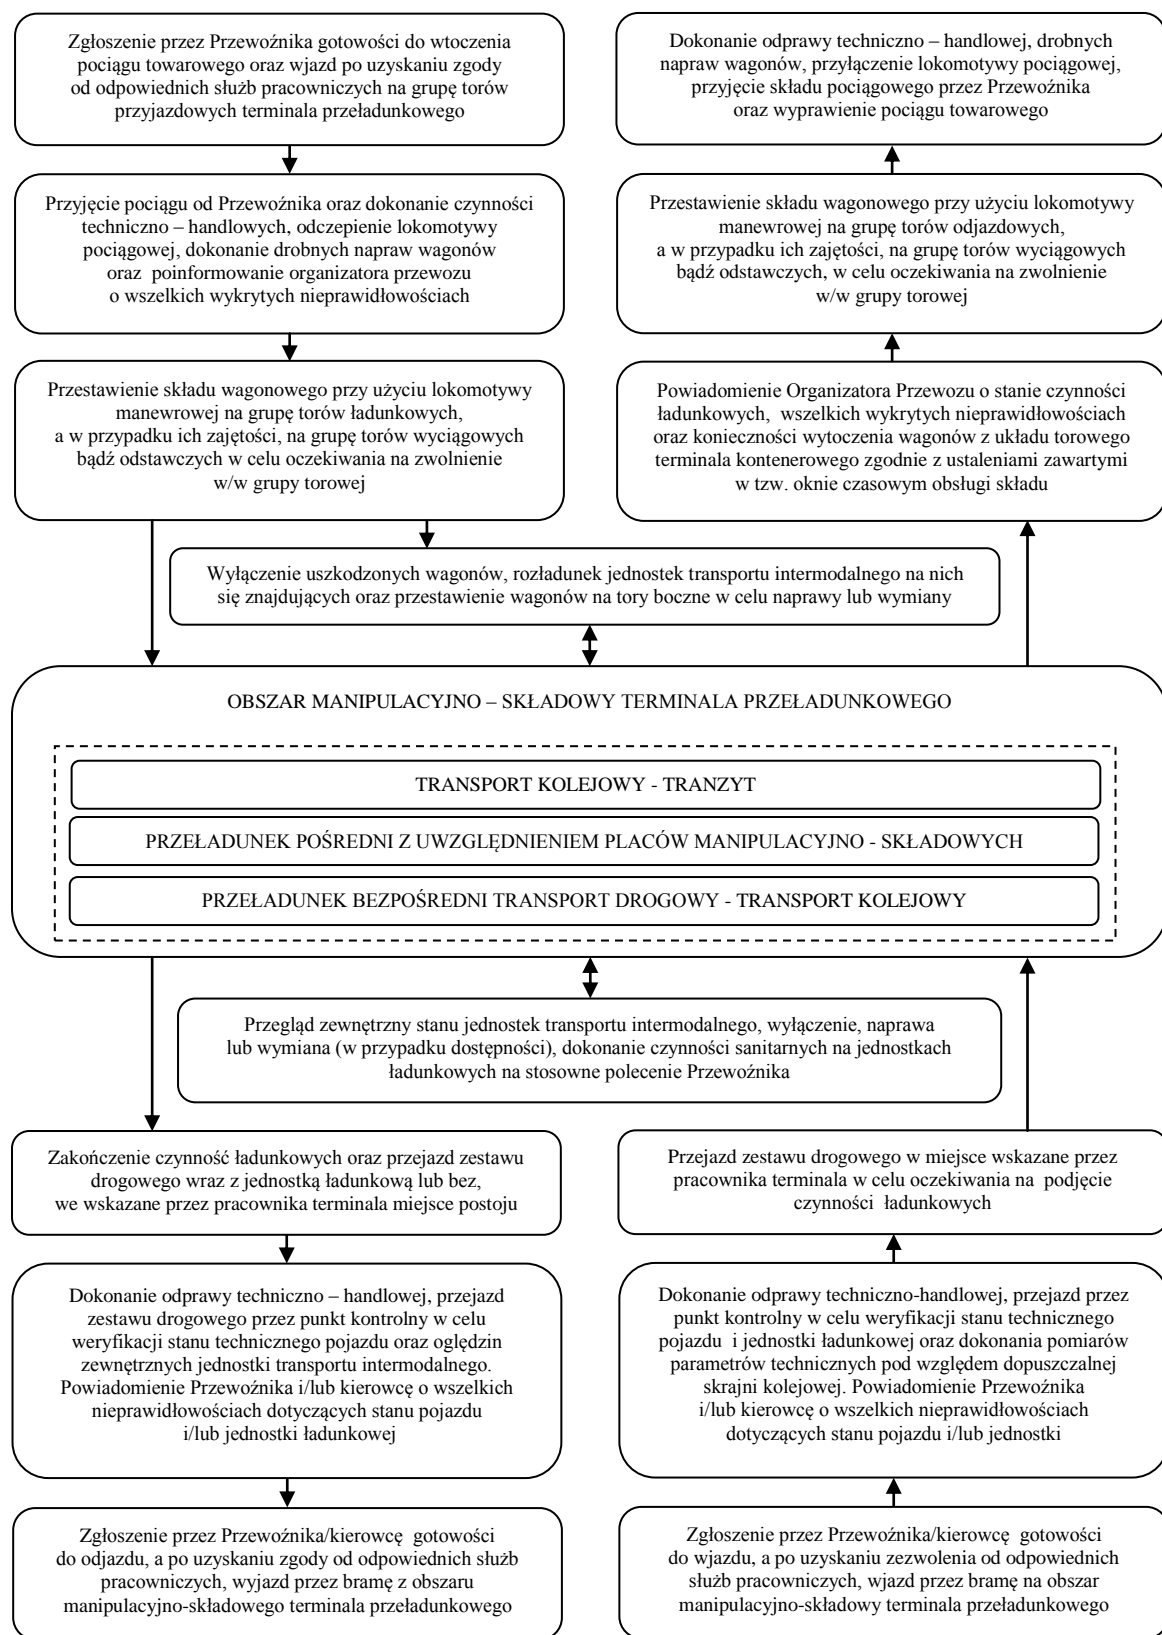 Zgłoszenie przez Przewoźnika gotowości do wtoczenia
pociągu towarowego oraz wjazd po uzyskaniu zgody
od odpowiednich służb pracowniczych na grupę torów
przyjazdowych terminala przeładunkowego
Dokonanie odprawy techniczno – handlowej, drobnych
napraw wagonów, przyłączenie lokomotywy pociągowej,
przyjęcie składu pociągowego przez Przewoźnika
oraz wyprawienie pociągu towarowego
Przyjęcie pociągu od Przewoźnika oraz dokonanie czynności
techniczno – handlowych, odczepienie lokomotywy
pociągowej, dokonanie drobnych napraw wagonów
oraz poinformowanie organizatora przewozu
o wszelkich wykrytych nieprawidłowościach
Przestawienie składu wagonowego przy użyciu lokomotywy
manewrowej na grupę torów odjazdowych,
a w przypadku ich zajętości, na grupę torów wyciągowych
bądź odstawczych, w celu oczekiwania na zwolnienie
w/w grupy torowej
Przestawienie składu wagonowego przy użyciu lokomotywy
manewrowej na grupę torów ładunkowych,
a w przypadku ich zajętości, na grupę torów wyciągowych
bądź odstawczych w celu oczekiwania na zwolnienie
w/w grupy torowej
Powiadomienie Organizatora Przewozu o stanie czynności
ładunkowych, wszelkich wykrytych nieprawidłowościach
oraz konieczności wytoczenia wagonów z układu torowego
terminala kontenerowego zgodnie z ustaleniami zawartymi
w tzw. oknie czasowym obsługi składu
Wyłączenie uszkodzonych wagonów, rozładunek jednostek transportu intermodalnego na nich
się znajdujących oraz przestawienie wagonów na tory boczne w celu naprawy lub wymiany
OBSZAR MANIPULACYJNO – SKŁADOWY TERMINALA PRZEŁADUNKOWEGO
TRANSPORT KOLEJOWY - TRANZYT
PRZEŁADUNEK POŚREDNI Z UWZGLĘDNIENIEM PLACÓW MANIPULACYJNO - SKŁADOWYCH
PRZEŁADUNEK BEZPOŚREDNI TRANSPORT DROGOWY - TRANSPORT KOLEJOWY
Przegląd zewnętrzny stanu jednostek transportu intermodalnego, wyłączenie, naprawa
lub wymiana (w przypadku dostępności), dokonanie czynności sanitarnych na jednostkach
ładunkowych na stosowne polecenie Przewoźnika
Zakończenie czynność ładunkowych oraz przejazd zestawu
drogowego wraz z jednostką ładunkową lub bez,
we wskazane przez pracownika terminala miejsce postoju
Przejazd zestawu drogowego w miejsce wskazane przez
pracownika terminala w celu oczekiwania na podjęcie
czynności ładunkowych
Dokonanie odprawy techniczno – handlowej, przejazd
zestawu drogowego przez punkt kontrolny w celu
weryfikacji stanu technicznego pojazdu oraz oględzin
zewnętrznych jednostki transportu intermodalnego.
Powiadomienie Przewoźnika i/lub kierowcę o wszelkich
nieprawidłowościach dotyczących stanu pojazdu
i/lub jednostki ładunkowej
Dokonanie odprawy techniczno-handlowej, przejazd przez
punkt kontrolny w celu weryfikacji stanu technicznego
pojazdu i jednostki ładunkowej oraz dokonania pomiarów
parametrów technicznych pod względem dopuszczalnej
skrajni kolejowej. Powiadomienie Przewoźnika
i/lub kierowcę o wszelkich nieprawidłowościach
dotyczących stanu pojazdu i/lub jednostki
Zgłoszenie przez Przewoźnika/kierowcę gotowości
do odjazdu, a po uzyskaniu zgody od odpowiednich służb
pracowniczych, wyjazd przez bramę z obszaru
manipulacyjno-składowego terminala przeładunkowego
Zgłoszenie przez Przewoźnika/kierowcę gotowości
do wjazdu, a po uzyskaniu zezwolenia od odpowiednich
służb pracowniczych, wjazd przez bramę na obszar
manipulacyjno-składowy terminala przeładunkowego